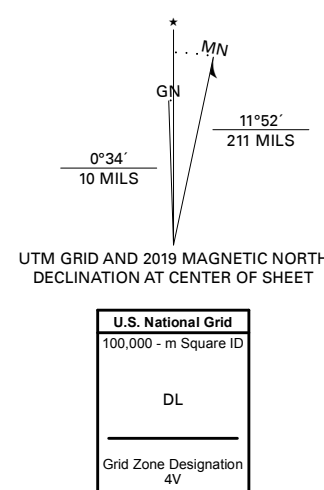 ★
MN
GN
11°52´
211 MILS
0°34´
10 MILS
UTM GRID AND 2019 MAGNETIC NORTH
DECLINATION AT CENTER OF SHEET
U.S. National Grid
100,000 - m Square ID
DL
Grid Zone Designation
4V